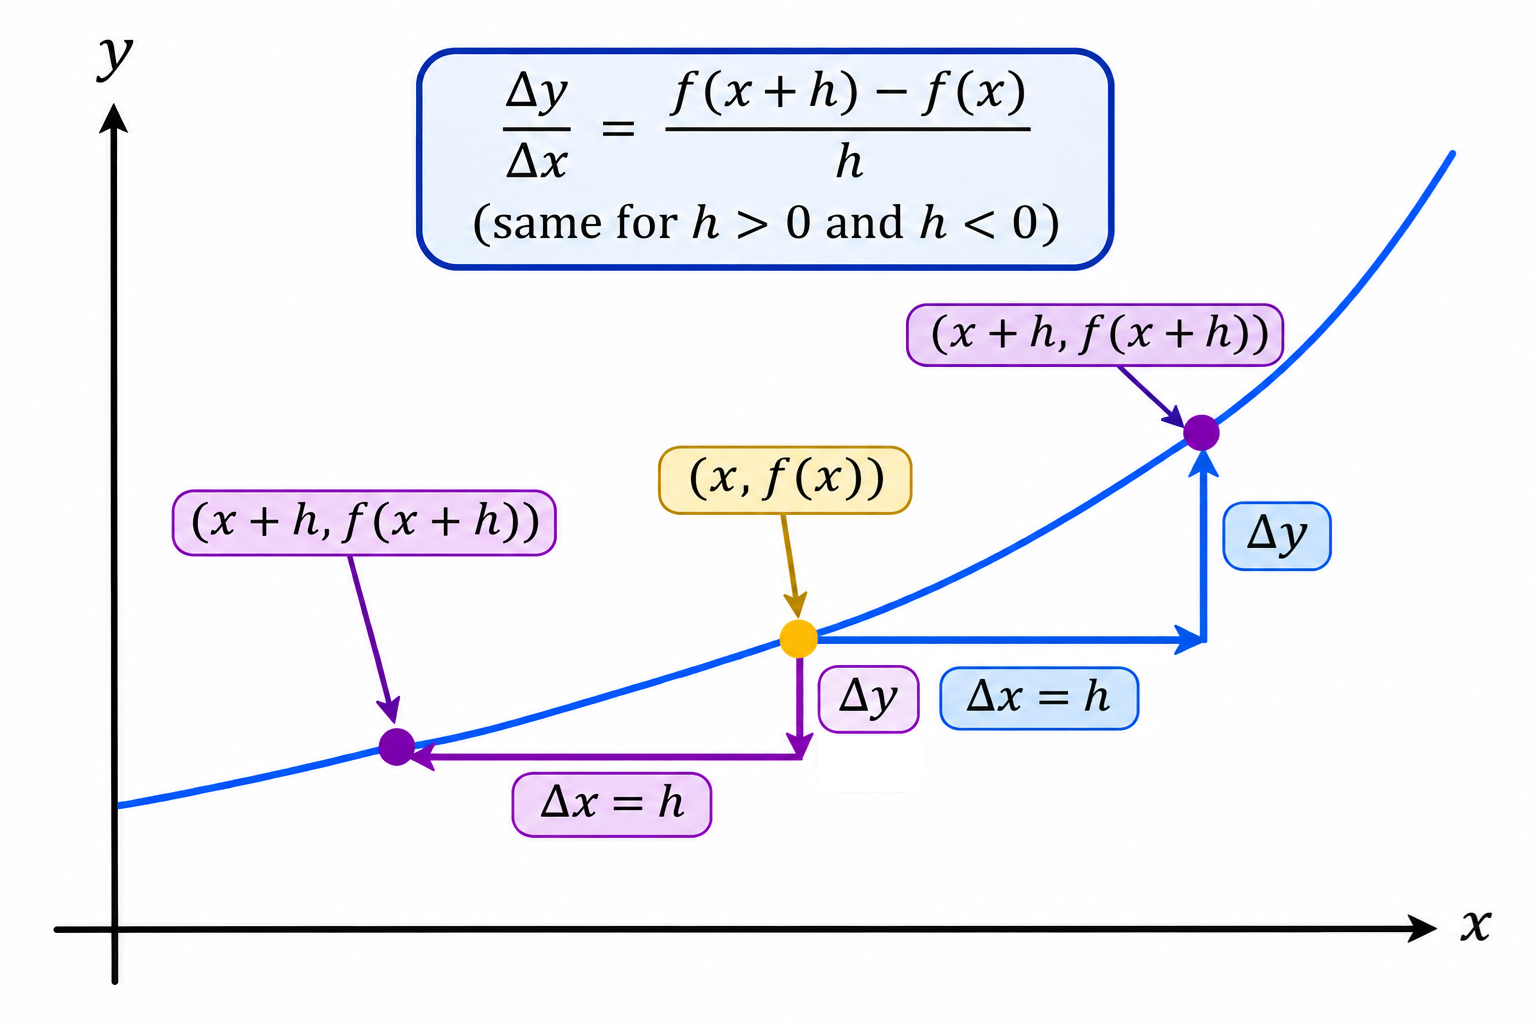 y
Δy/Δx = f(x + h) − f(x)/h
(same for h > 0 and h < 0)
(x + h, f(x + h))
(x, f(x))
(x + h, f(x + h))
Δy
Δy
Δx = h
Δx = h
x